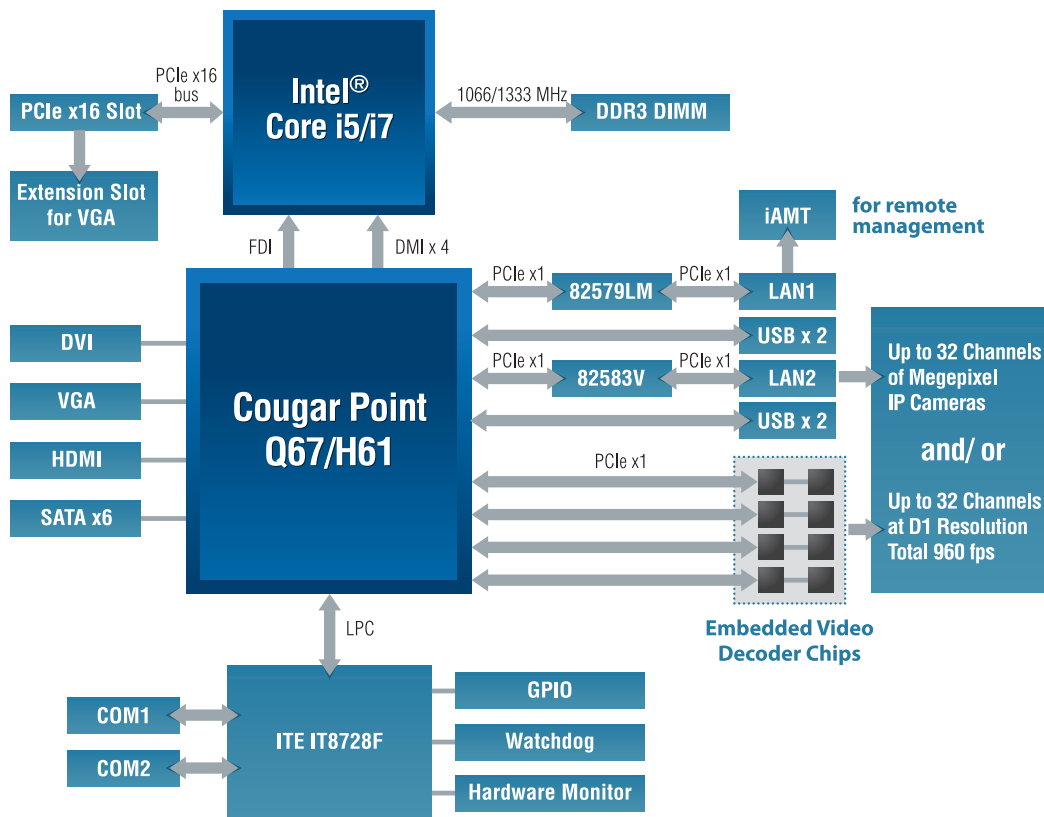 PCIe x16
bus
Intel®
Core i5/i7
1066/1333 MHz
PCIe x16 Slot
DDR3 DIMM
Extension Slot
for VGA
iAMT
for remote
management
FDI
DMI x 4
PCIe x1
82579LM
PCIe x1
LAN1
USB x 2
PCIe x1
82583V
PCIe x1
LAN2
USB x 2
DVI
VGA
HDMI
SATA x6
Cougar Point
Q67/H61
Up to 32 Channels
of Megepixel
IP Cameras
and/ or
Up to 32 Channels
at D1 Resolution
Total 960 fps
PCIe x1
Embedded Video
Decoder Chips
LPC
COM1
COM2
ITE IT8728F
GPIO
Watchdog
Hardware Monitor